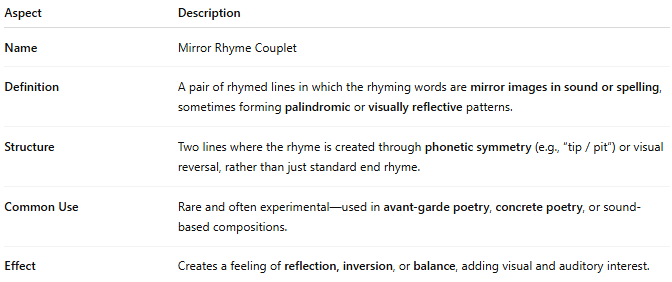 Aspect Description
Name Mirror Rhyme Couplet
Definition A pair of rhymed lines in which the rhyming words are mirror images in sound or spelling,
sometimes forming palindromic or visually reflective patterns.
Structure Two lines where the rhyme is created through phonetic symmetry (e.g., “tip / pit”) or visual
reversal, rather than just standard end rhyme.
Common Use Rare and often experimental—used in avant-garde poetry, concrete poetry, or sound-
based compositions.
Effect Creates a feeling of reflection, inversion, or balance, adding visual and auditory interest.